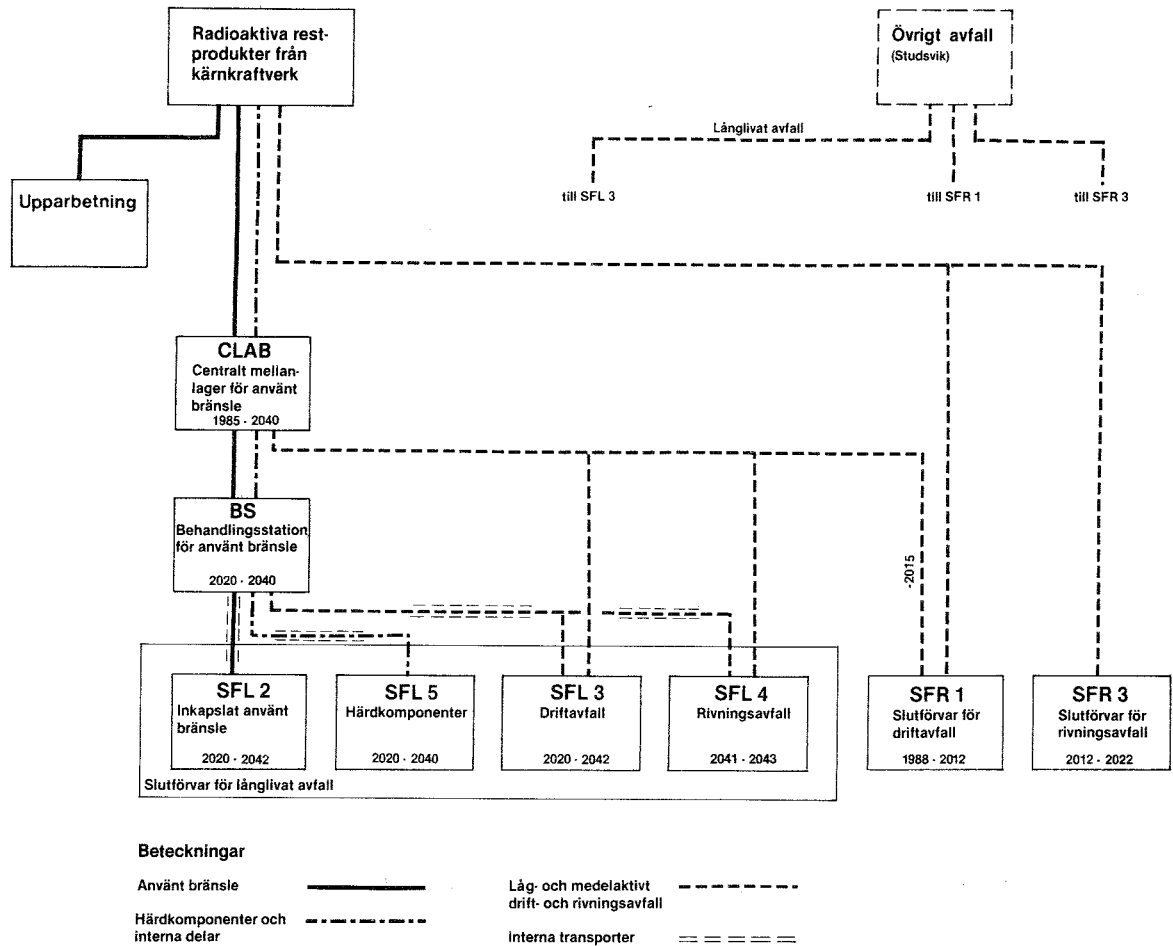 Radioaktiva rest-
produkter från
kärnkraftverk
Övrigt avfall
(Studsvik)
Långlivat avfall
Upparbetning
till SFL 3
till SFR 1
till SFR 3
CLAB
Centralt mellan-
lager för använt
bränsle
1985 - 2040
BS
Behandlingsstation
för använt bränsle
2020 - 2040
-2015
SFL 2
Inkapslat använt
bränsle
2020 - 2042
SFL 5
Härdkomponenter
2020 - 2040
SFL 3
Driftavfall
2020 - 2042
SFL 4
Rivningsavfall
2041 - 2043
SFR 1
Slutförvar för
driftavfall
1988 - 2012
SFR 3
Slutförvar för
rivningsavfall
2012 - 2022
Slutförvar för långlivat avfall
Beteckningar
Använt bränsle
Härdkomponenter och
interna delar
Låg- och medelaktivt
drift- och rivningsavfall
Interna transporter